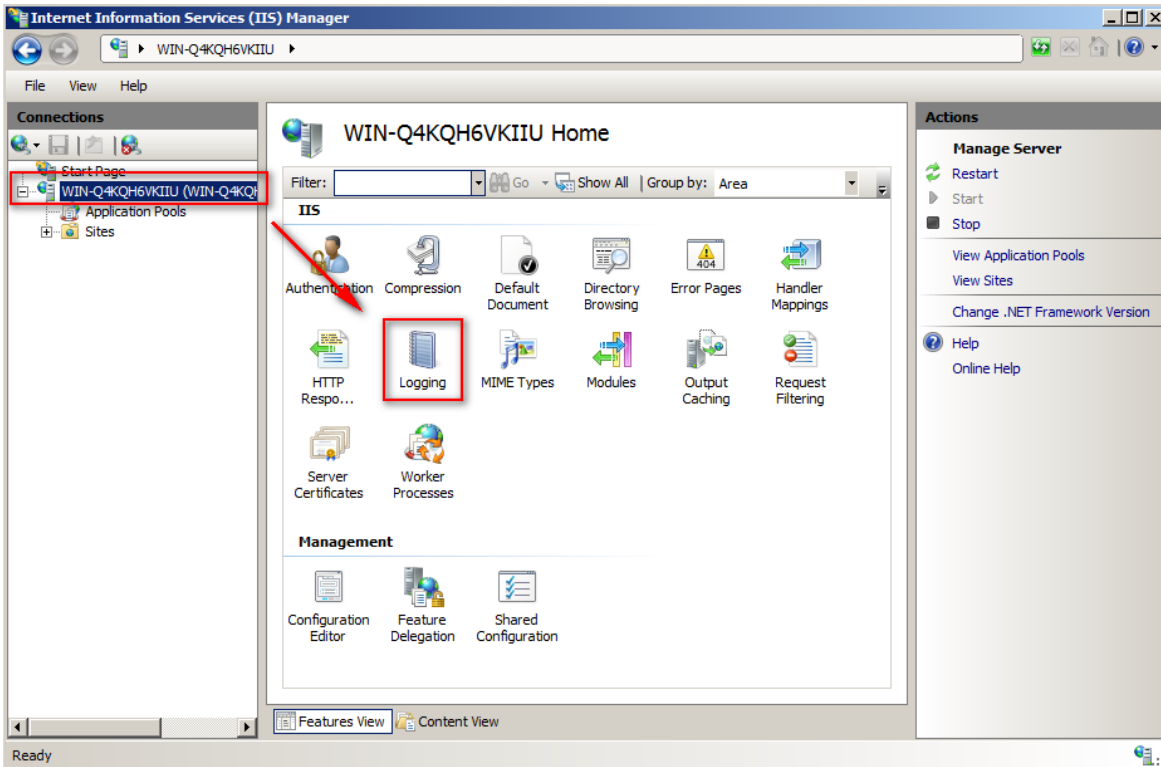 Internet Information Services (IIS) Manager
WIN-Q4KQH6VKIIU
File View Help
Connections
Start Page
WIN-Q4KQH6VKIIU (WIN-Q4KQH
Application Pools
Sites
WIN-Q4KQH6VKIIU Home
Filter: Go Show All Group by: Area
IIS
Authentication Compression Default Document Directory Browsing Error Pages Handler Mappings
404
HTTP Respo... Logging MIME Types Modules Output Caching Request Filtering
Server Certificates Worker Processes
Management
Configuration Editor Feature Delegation Shared Configuration
Features View Content View
Actions
Manage Server
Restart
Start
Stop
View Application Pools
View Sites
Change .NET Framework Version
Help
Online Help
Ready